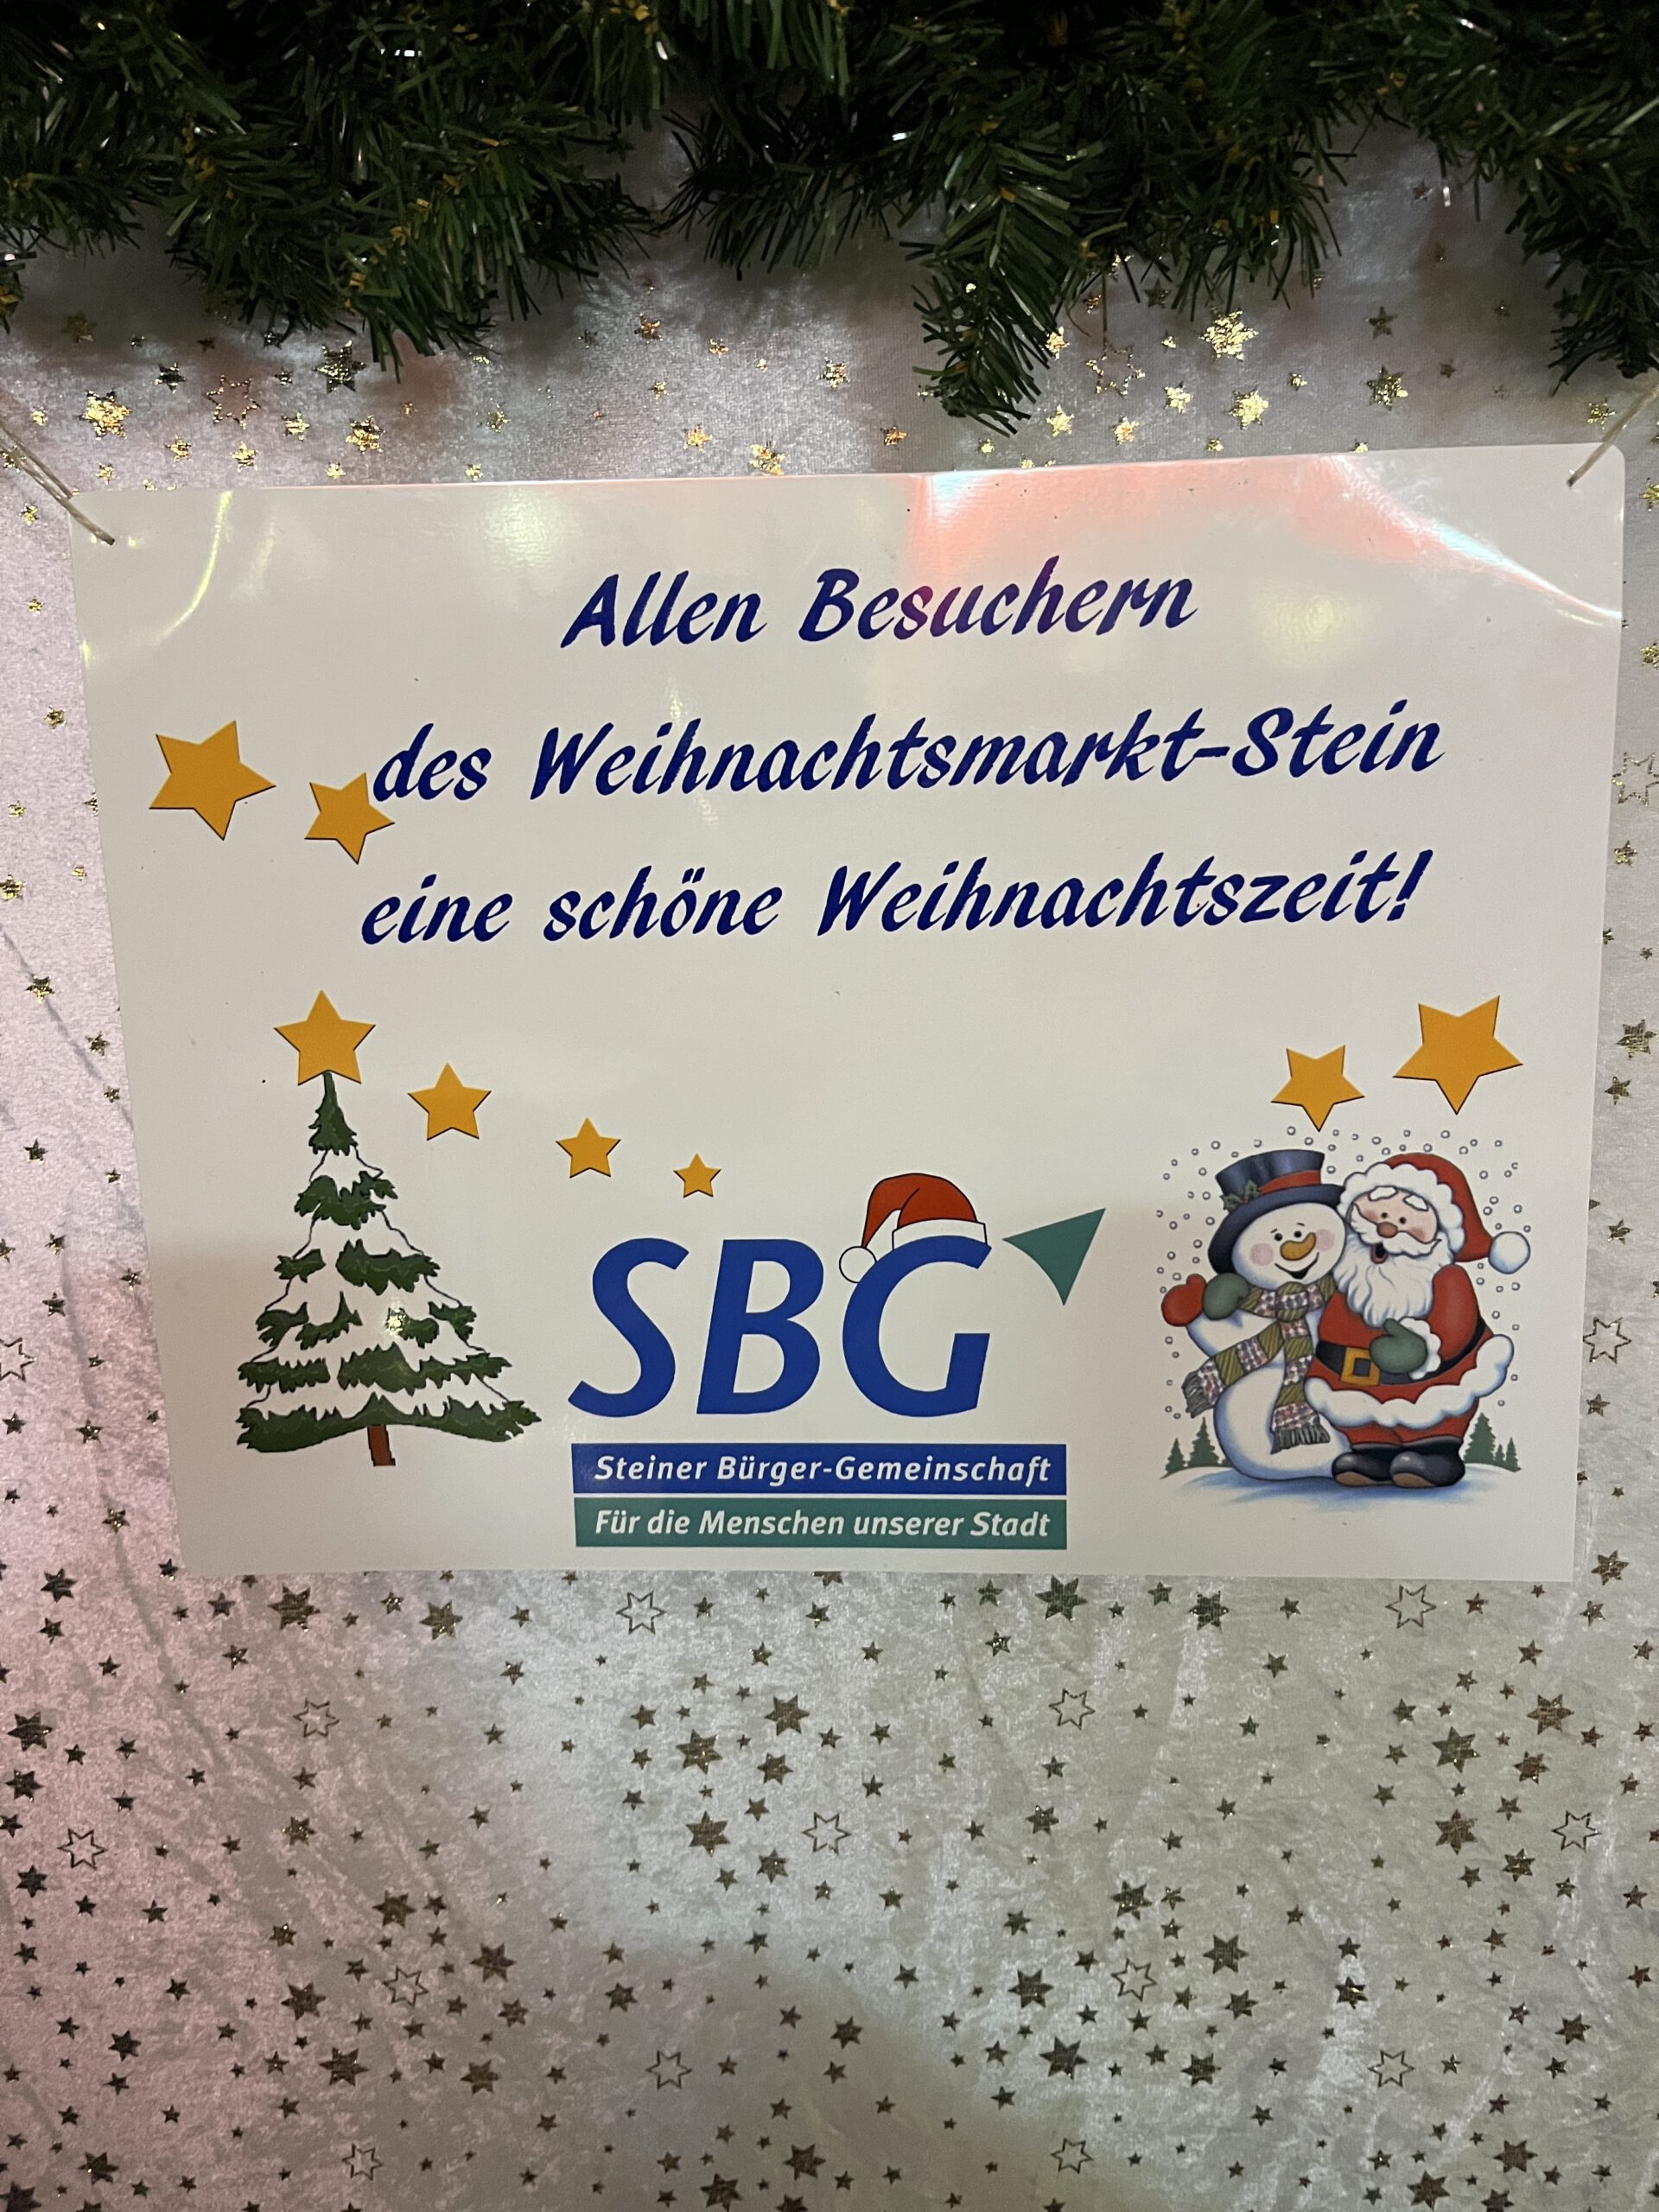 Allen Besuchern
des Weihnachtsmarkt-Stein
eine schöne Weihnachtszeit!
SBG
Steiner Bürger-Gemeinschaft
Für die Menschen unserer Stadt